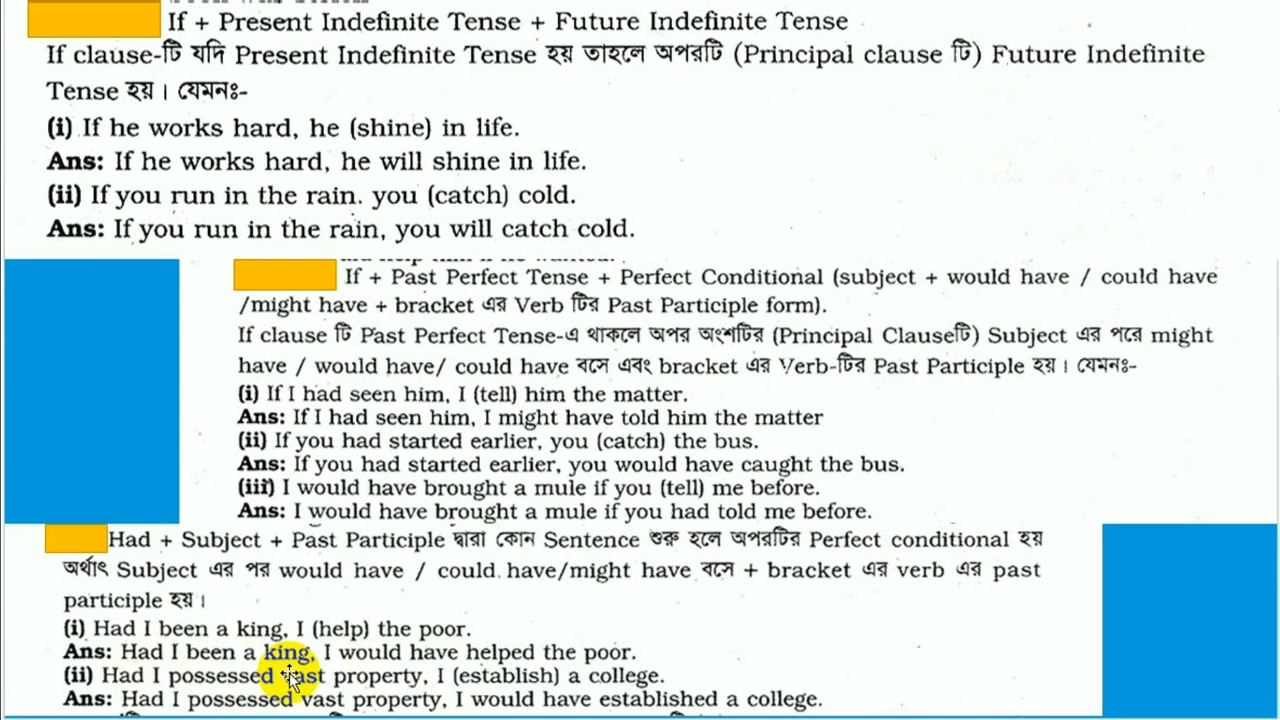 If + Present Indefinite Tense + Future Indefinite Tense
If clause-টি যদি Present Indefinite Tense হয় তাহলে অপরটি (Principal clause টি) Future Indefinite
Tense হয়। যেমনঃ-
(i) If he works hard, he (shine) in life.
Ans: If he works hard, he will shine in life.
(ii) If you run in the rain. you (catch) cold.
Ans: If you run in the rain, you will catch cold.
If + Past Perfect Tense + Perfect Conditional (subject + would have / could have
/might have + bracket এর Verb টির Past Participle form).
If clause টি Past Perfect Tense-এ থাকলে অপর অংশটির (Principal Clauseটি) Subject এর পরে might
have / would have/ could have বসে এবং bracket এর Verb-টির Past Participle হয়। যেমনঃ-
(i) If I had seen him, I (tell) him the matter.
Ans: If I had seen him, I might have told him the matter
(ii) If you had started earlier, you (catch) the bus.
Ans: If you had started earlier, you would have caught the bus.
(iii) I would have brought a mule if you (tell) me before.
Ans: I would have brought a mule if you had told me before.
Had + Subject + Past Participle দ্বারা কোন Sentence শুরু হলে অপরটির Perfect conditional হয়
অর্থাৎ Subject এর পর would have / could have/might have বসে + bracket এর verb এর past
participle হয়।
(i) Had I been a king, I (help) the poor.
Ans: Had I been a king, I would have helped the poor.
(ii) Had I possessed vast property, I (establish) a college.
Ans: Had I possessed vast property, I would have established a college.